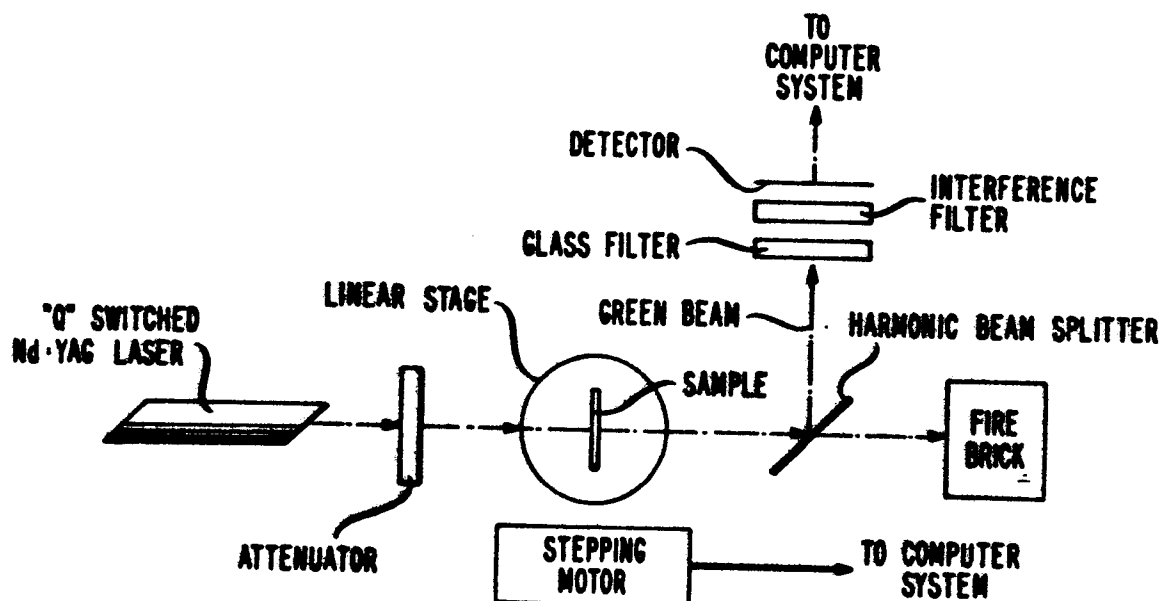 TO
COMPUTER
SYSTEM
DETECTOR
INTERFERENCE
FILTER
GLASS FILTER
LINEAR STAGE
GREEN BEAM
HARMONIC BEAM SPLITTER
"Q" SWITCHED
Nd·YAG LASER
SAMPLE
FIRE
BRICK
ATTENUATOR
STEPPING
MOTOR
TO COMPUTER
SYSTEM